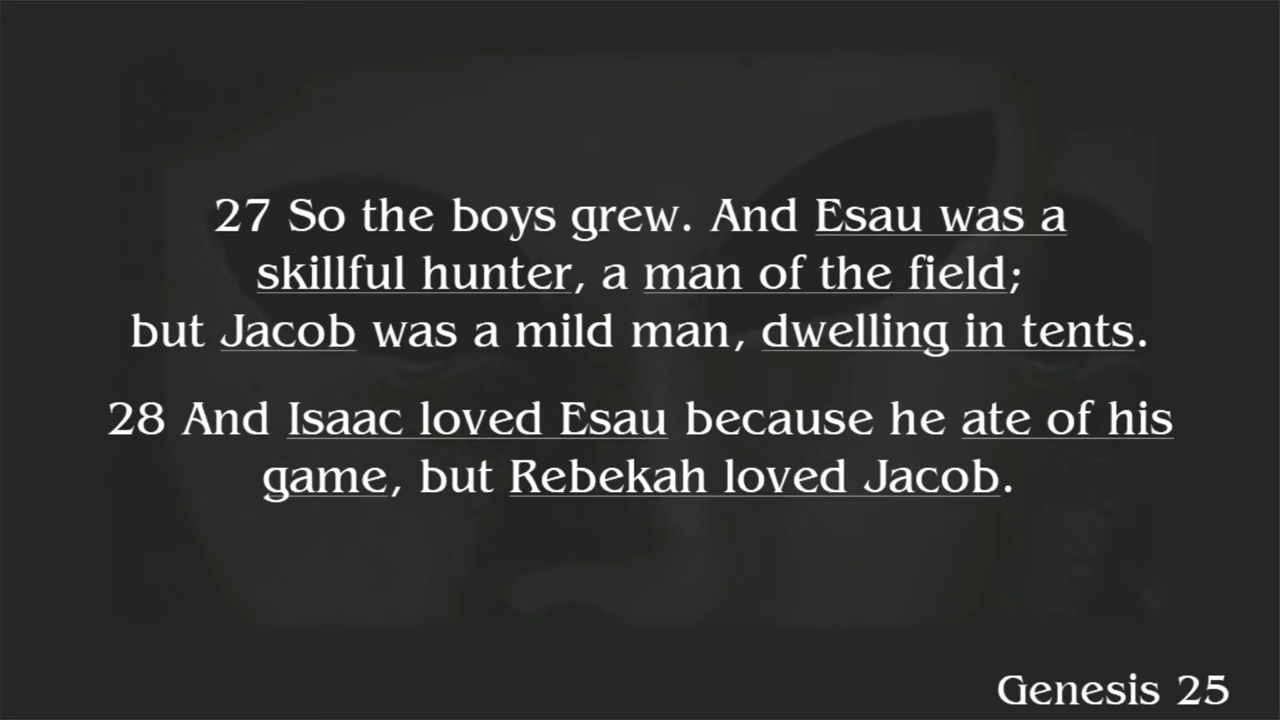 27 So the boys grew. And Esau was a
skillful hunter, a man of the field;
but Jacob was a mild man, dwelling in tents.
28 And Isaac loved Esau because he ate of his
game, but Rebekah loved Jacob.
Genesis 25